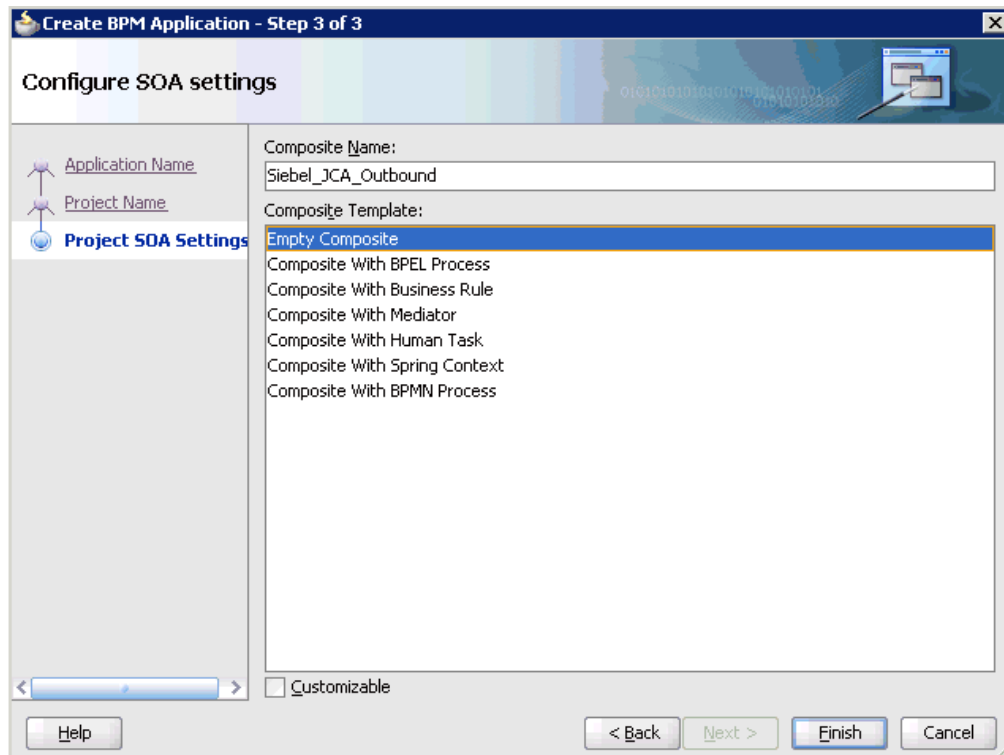 Create BPM Application - Step 3 of 3
Configure SOA settings
Application Name
Project Name
Project SOA Settings
Composite Name:
Siebel_JCA_Outbound
Composite Template:
Empty Composite
Composite With BPEL Process
Composite With Business Rule
Composite With Mediator
Composite With Human Task
Composite With Spring Context
Composite With BPMN Process
Customizable
Help
< Back
Next >
Finish
Cancel